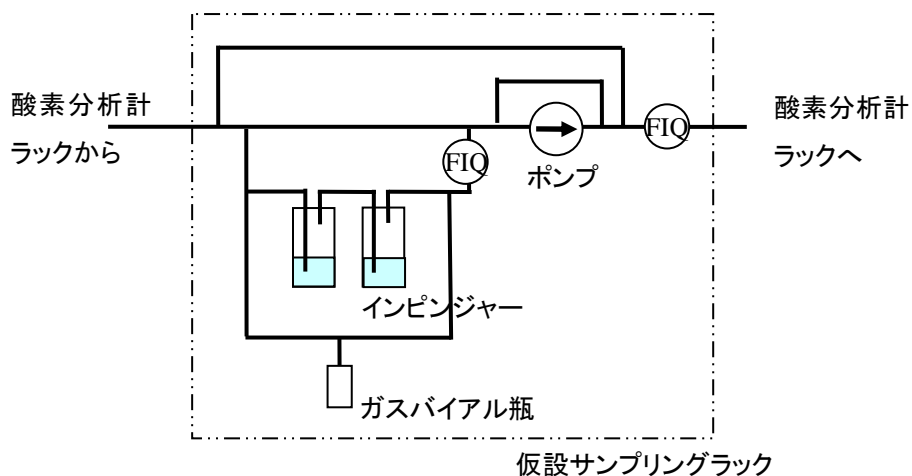 酸素分析計
ラックから
FIQ
ポンプ
FIQ
酸素分析計
ラックへ
インピンジャー
ガスバイアル瓶
仮設サンプリングラック